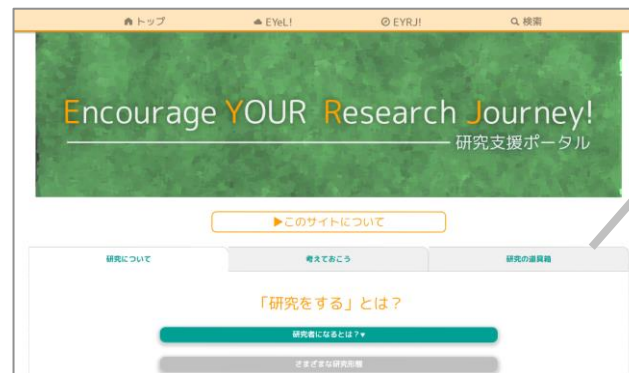 トップ EYeL! EYRJ! 検索
Encourage YOUR Research Journey!
研究支援ポータル
▶このサイトについて
研究について 考えておこう 研究の道具箱
「研究をする」とは？
研究者になるとは？▾
さまざまな研究形態